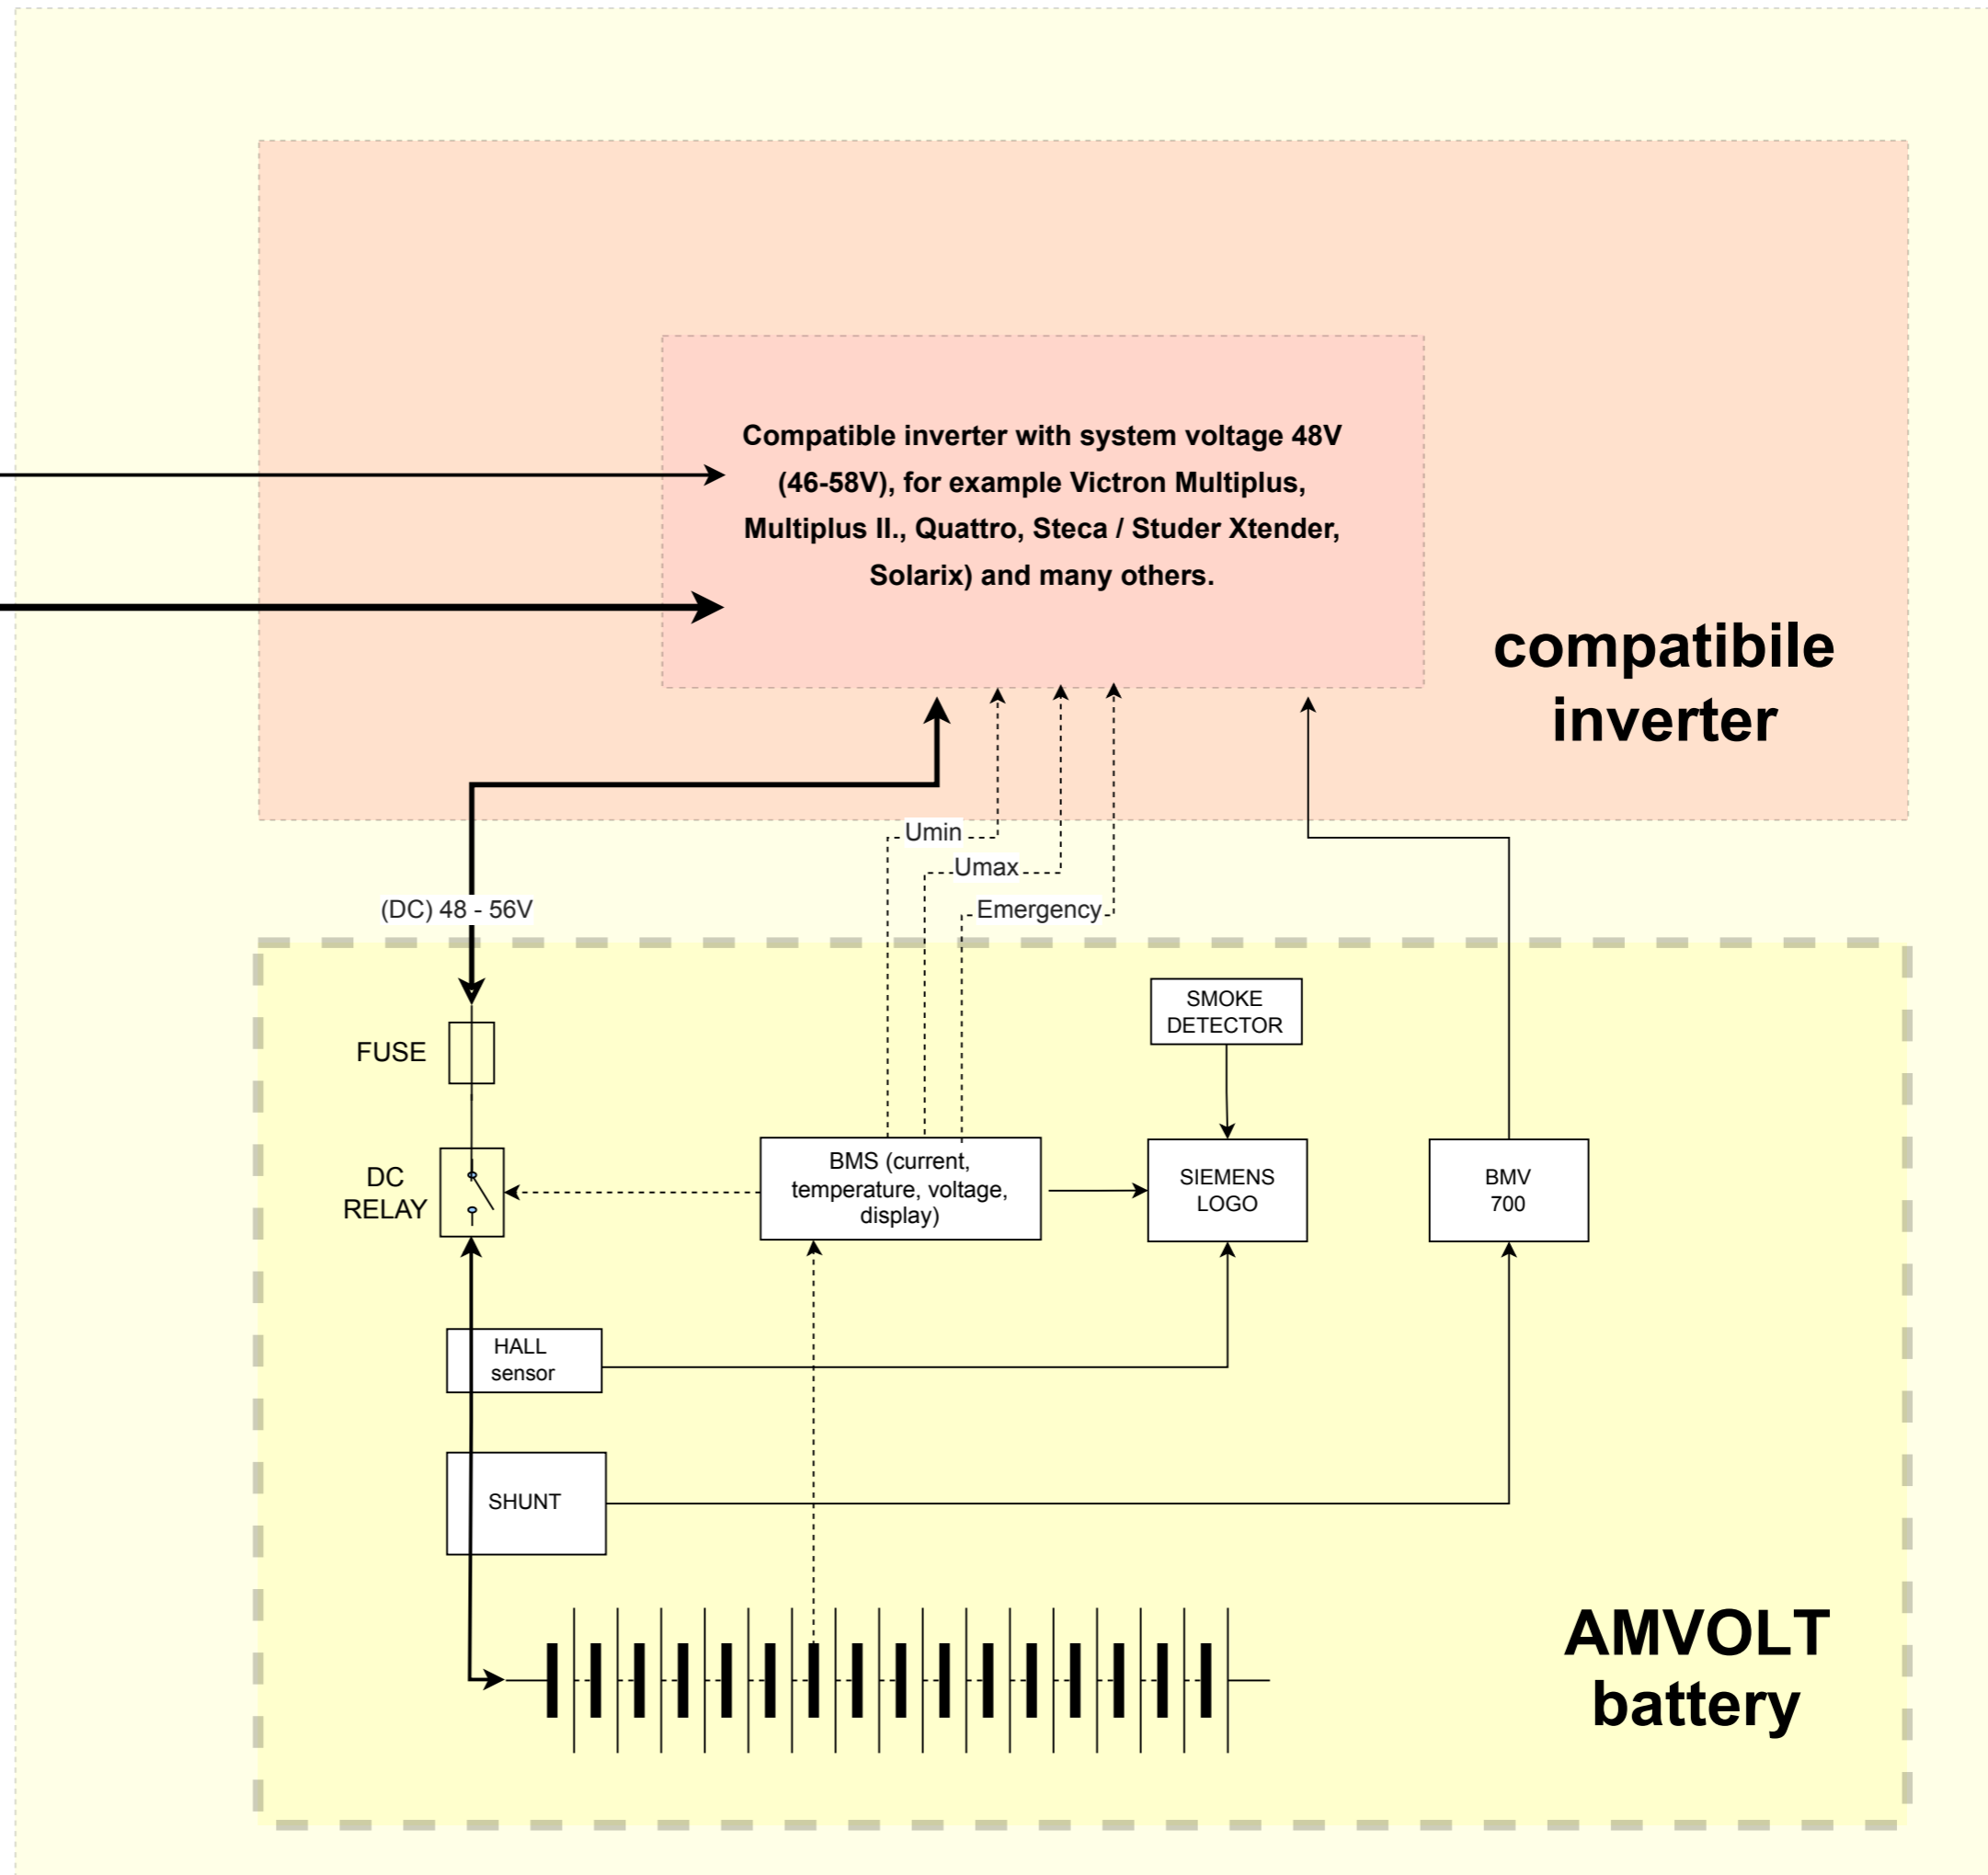 Compatible inverter with system voltage 48V
(46-58V), for example Victron Multiplus,
Multiplus II., Quattro, Steca / Studer Xtender,
Solarix) and many others.
compatibile
inverter
Umin
Umax
(DC) 48 - 56V
Emergency
SMOKE
DETECTOR
FUSE
DC
RELAY
BMS (current,
temperature, voltage,
display)
SIEMENS
LOGO
BMV
700
HALL
sensor
SHUNT
AMVOLT
battery